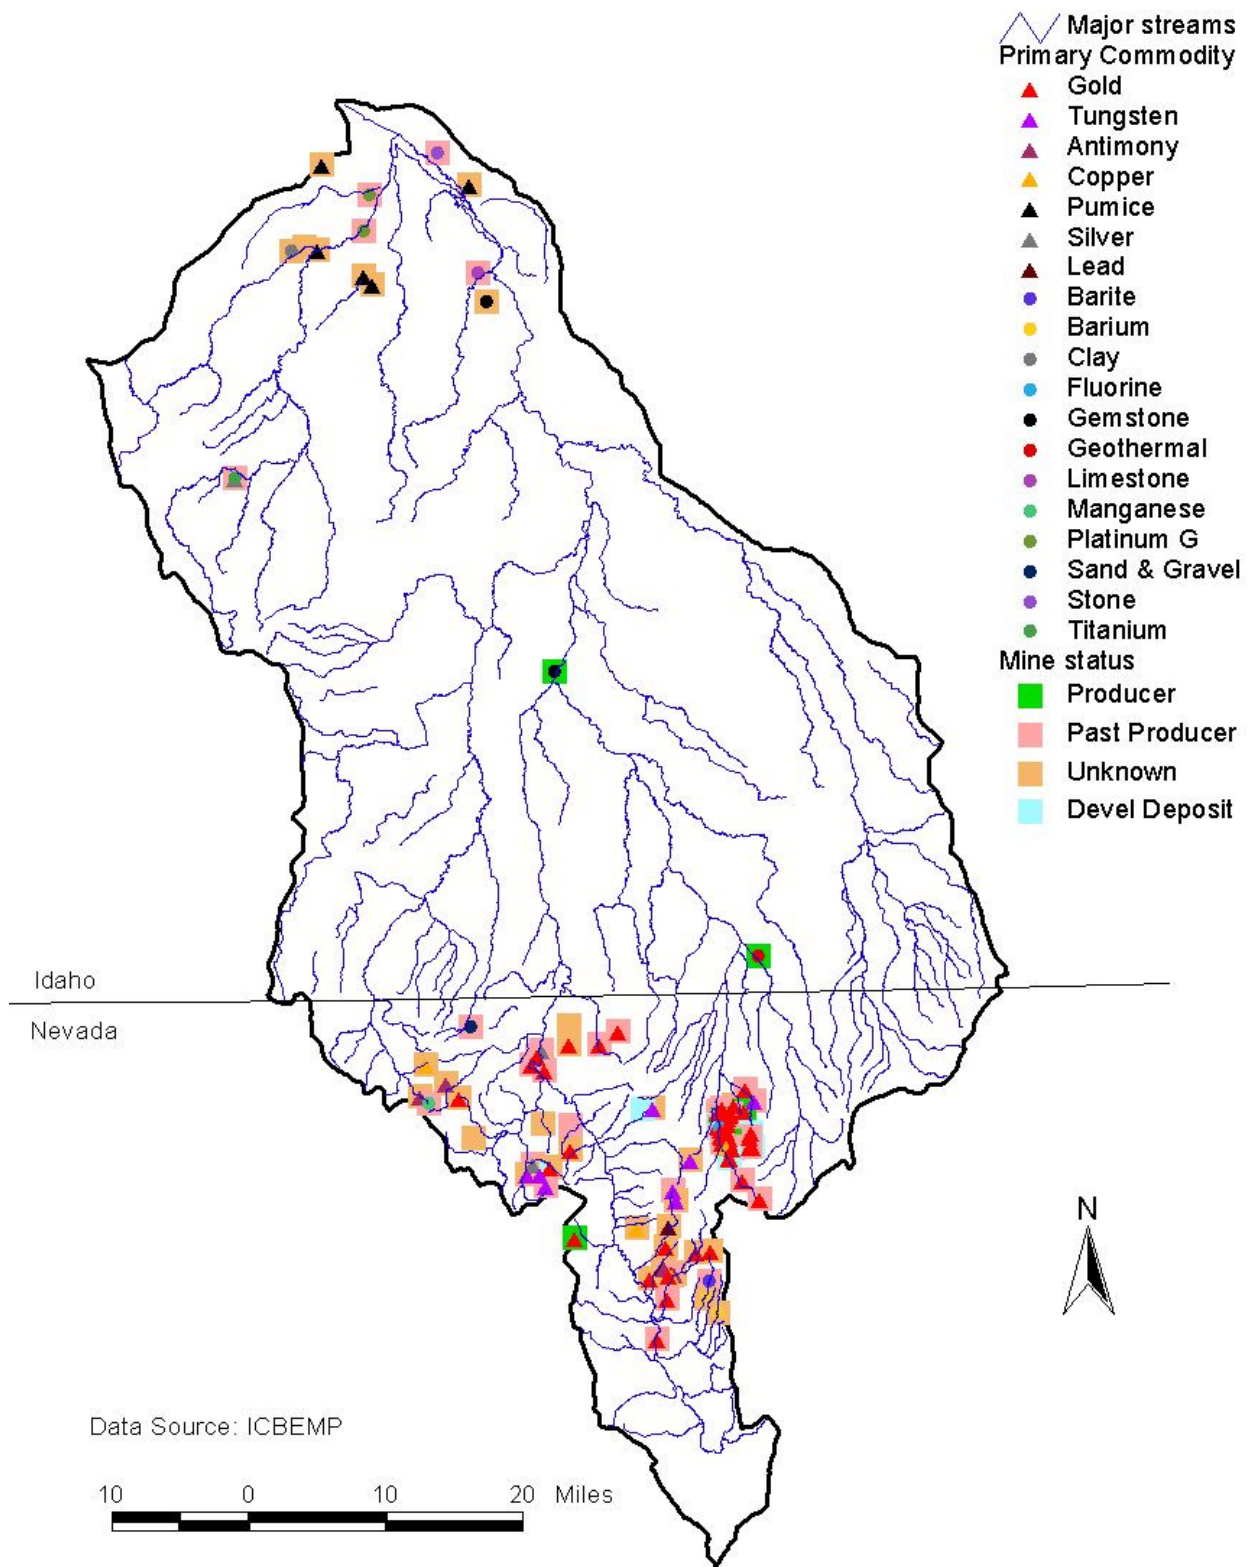 Major streams
Primary Commodity
Gold
Tungsten
Antimony
Copper
Pumice
Silver
Lead
Barite
Barium
Clay
Fluorine
Gemstone
Geothermal
Limestone
Manganese
Platinum G
Sand & Gravel
Stone
Titanium
Mine status
Producer
Past Producer
Unknown
Devel Deposit
Idaho
Nevada
N
Data Source: ICBEMP
10 0 10 20 Miles